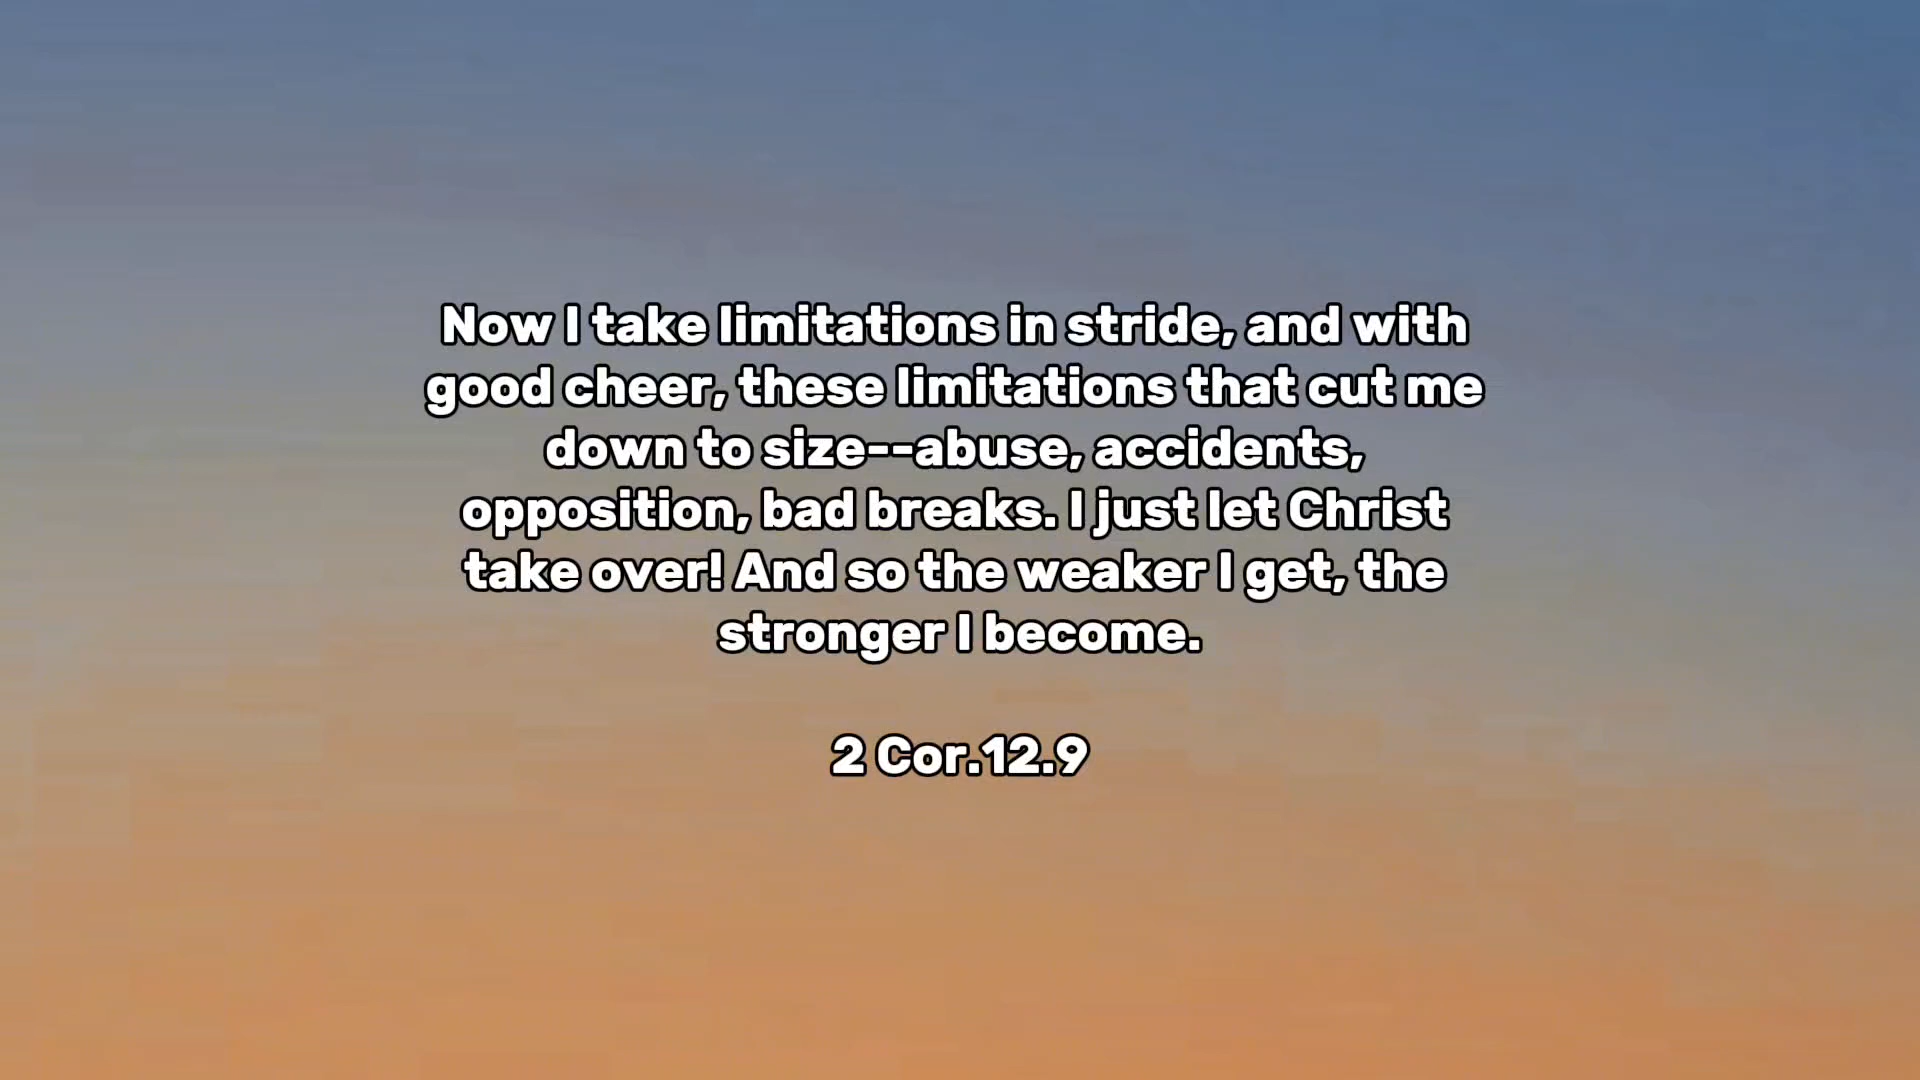 Now I take limitations in stride, and with
good cheer, these limitations that cut me
down to size--abuse, accidents,
opposition, bad breaks. I just let Christ
take over! And so the weaker I get, the
stronger I become.
2 Cor.12.9